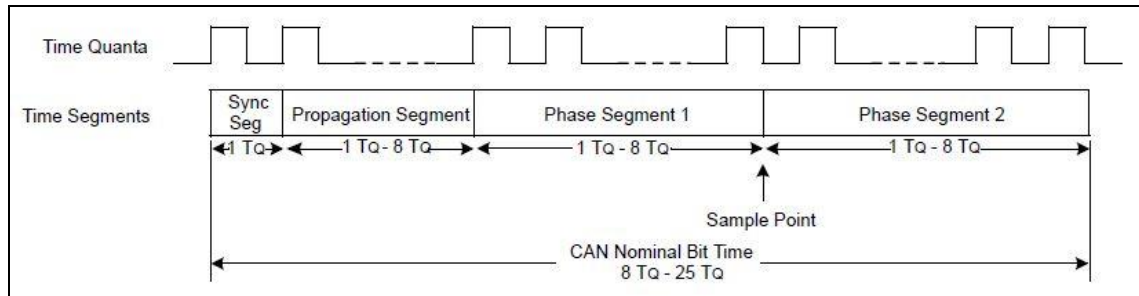 Time Quanta
Time Segments
Sync
Seg
Propagation Segment
Phase Segment 1
Phase Segment 2
1 TQ
1 TQ - 8 TQ
1 TQ - 8 TQ
1 TQ - 8 TQ
Sample Point
CAN Nominal Bit Time
8 TQ - 25 TQ